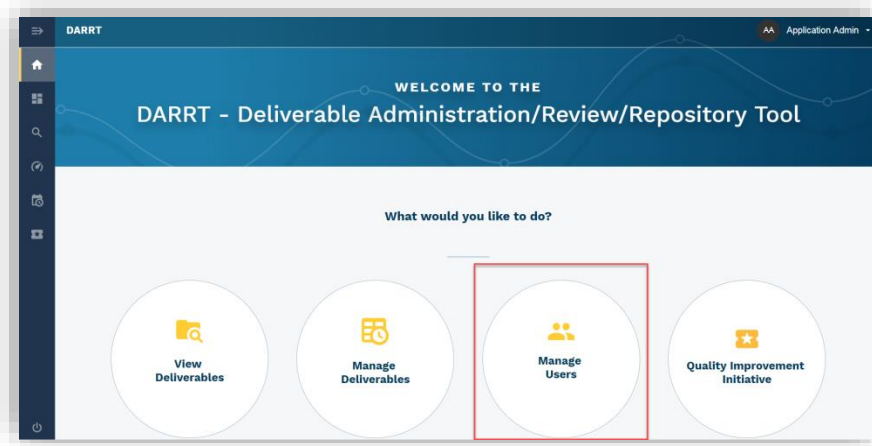 DARRT
AA Application Admin
WELCOME TO THE
DARRT - Deliverable Administration/Review/Repository Tool
What would you like to do?
View
Deliverables
Manage
Deliverables
Manage
Users
Quality Improvement
Initiative